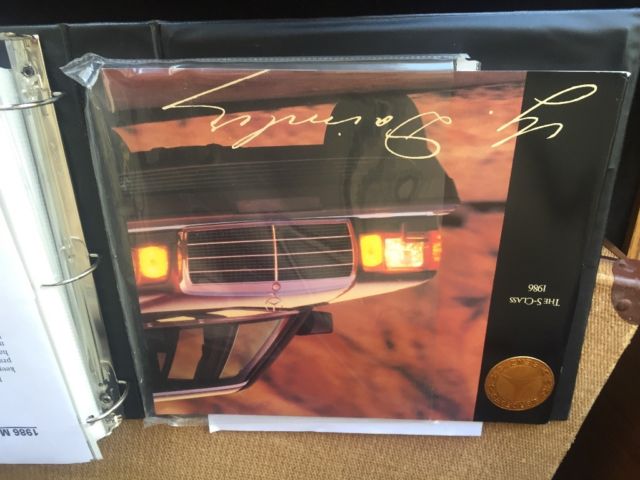 G. Daimler
THE S-CLASS
1986
1986 M